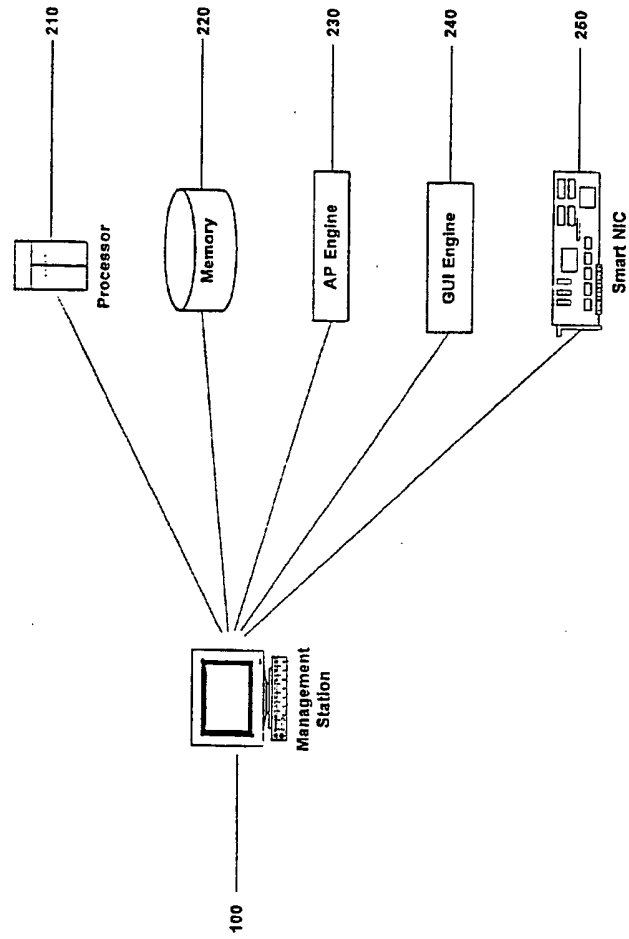 210
Processor
220
Memory
230
AP Engine
240
GUI Engine
250
Smart NIC
100
Management
Station